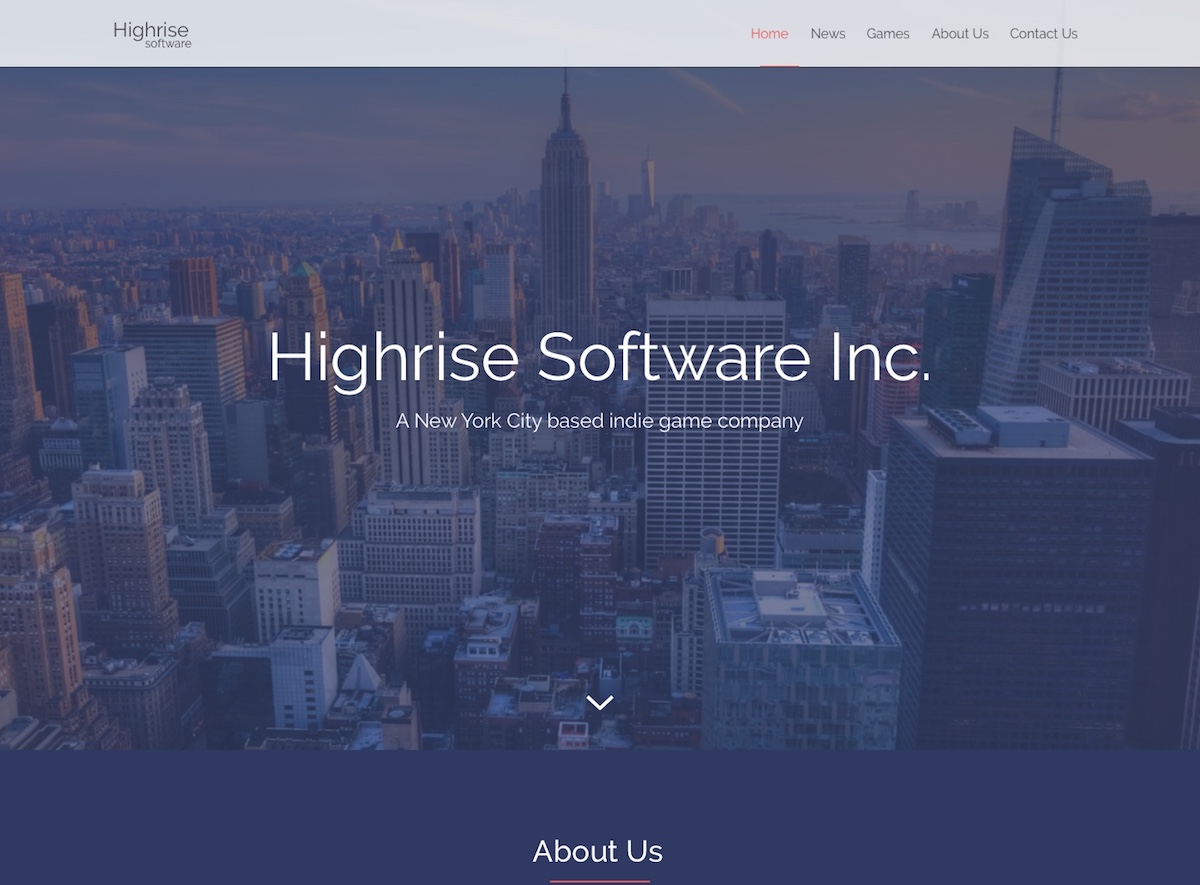 Highrise
software
Home News Games About Us Contact Us
Highrise Software Inc.
A New York City based indie game company
About Us